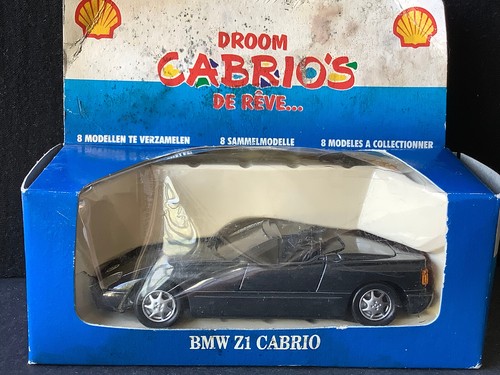 DROOM
CABRIO'S
DE RÊVE...
8 MODELLEN TE VERZAMELEN 8 SAMMELMODELLE 8 MODELES A COLLECTIONNER
BMW Z1 CABRIO